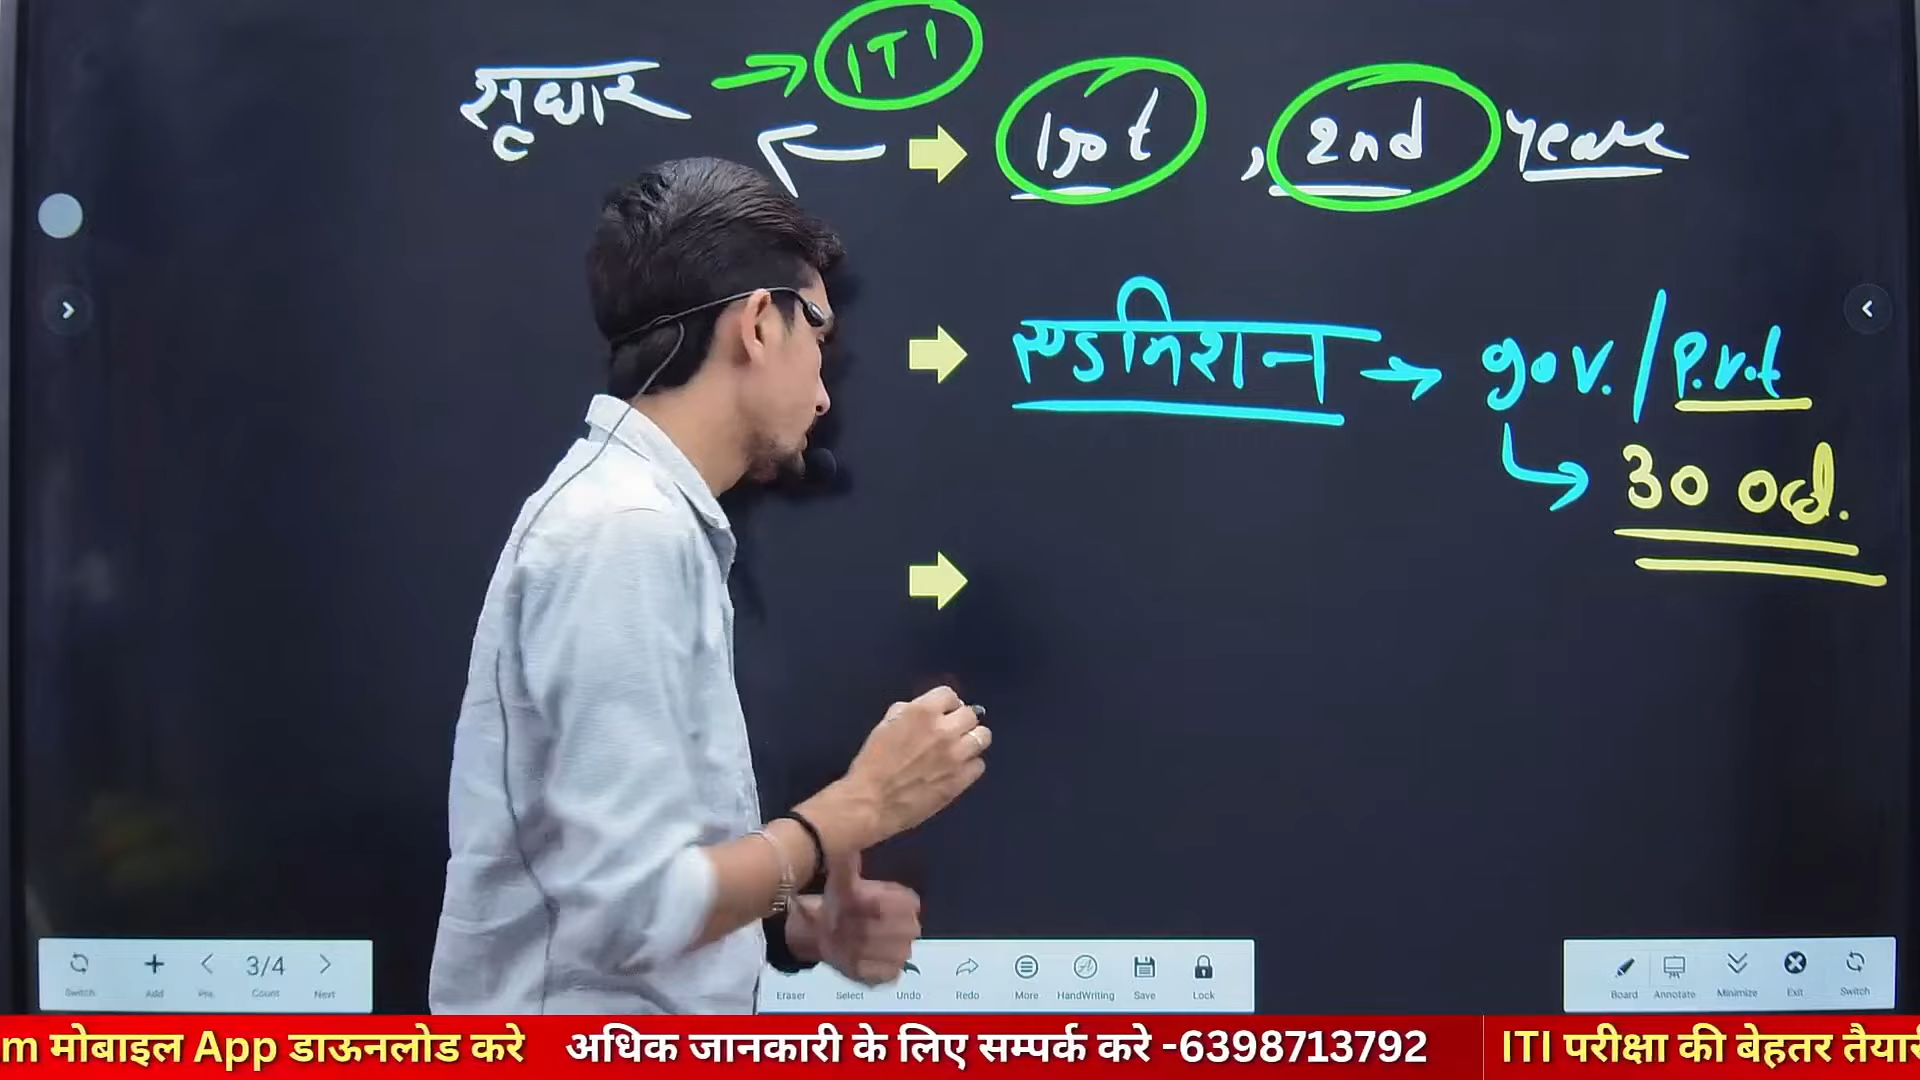 सुधार → ITI
← 1st , 2nd year
एडमिशन → gov. / p.v.t
30 Oct.
Switch Add Pre. 3/4 Count Next
Eraser Select Undo Redo More HandWriting Save Lock
Board Annotate Minimize Exit Switch
m मोबाइल App डाऊनलोड करे अधिक जानकारी के लिए सम्पर्क करे -6398713792 ITI परीक्षा की बेहतर तैयारी